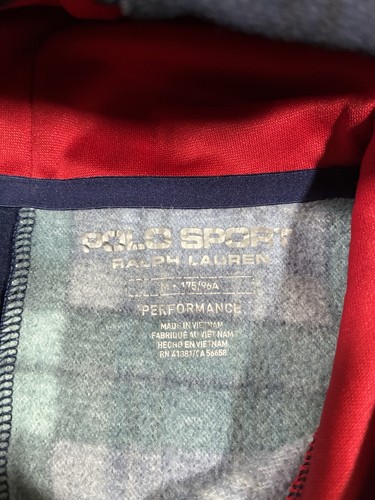 POLO SPORT
RALPH LAUREN
M • 175/96A
PERFORMANCE
MADE IN VIETNAM
FABRIQUÉ AU VIETNAM
HECHO EN VIETNAM
RN 41381/CA 56658